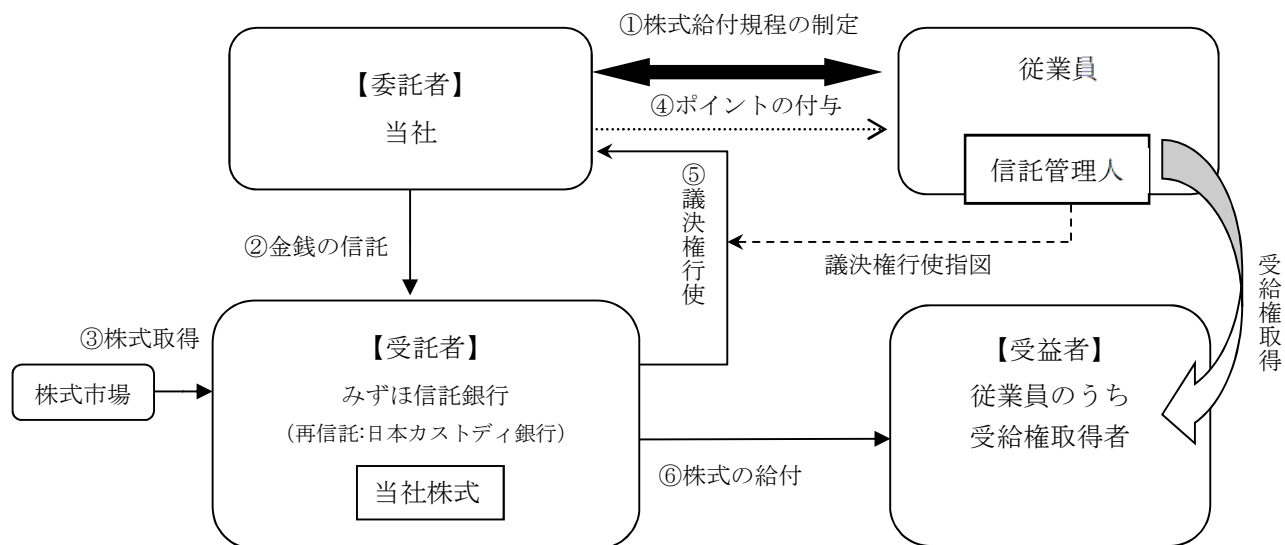 ①株式給付規程の制定
【委託者】
当社
従業員
④ポイントの付与
信託管理人
⑤議決権行使
②金銭の信託
議決権行使指図
受給権取得
③株式取得
株式市場
【受託者】
みずほ信託銀行
（再信託:日本カストディ銀行）
当社株式
⑥株式の給付
【受益者】
従業員のうち
受給権取得者